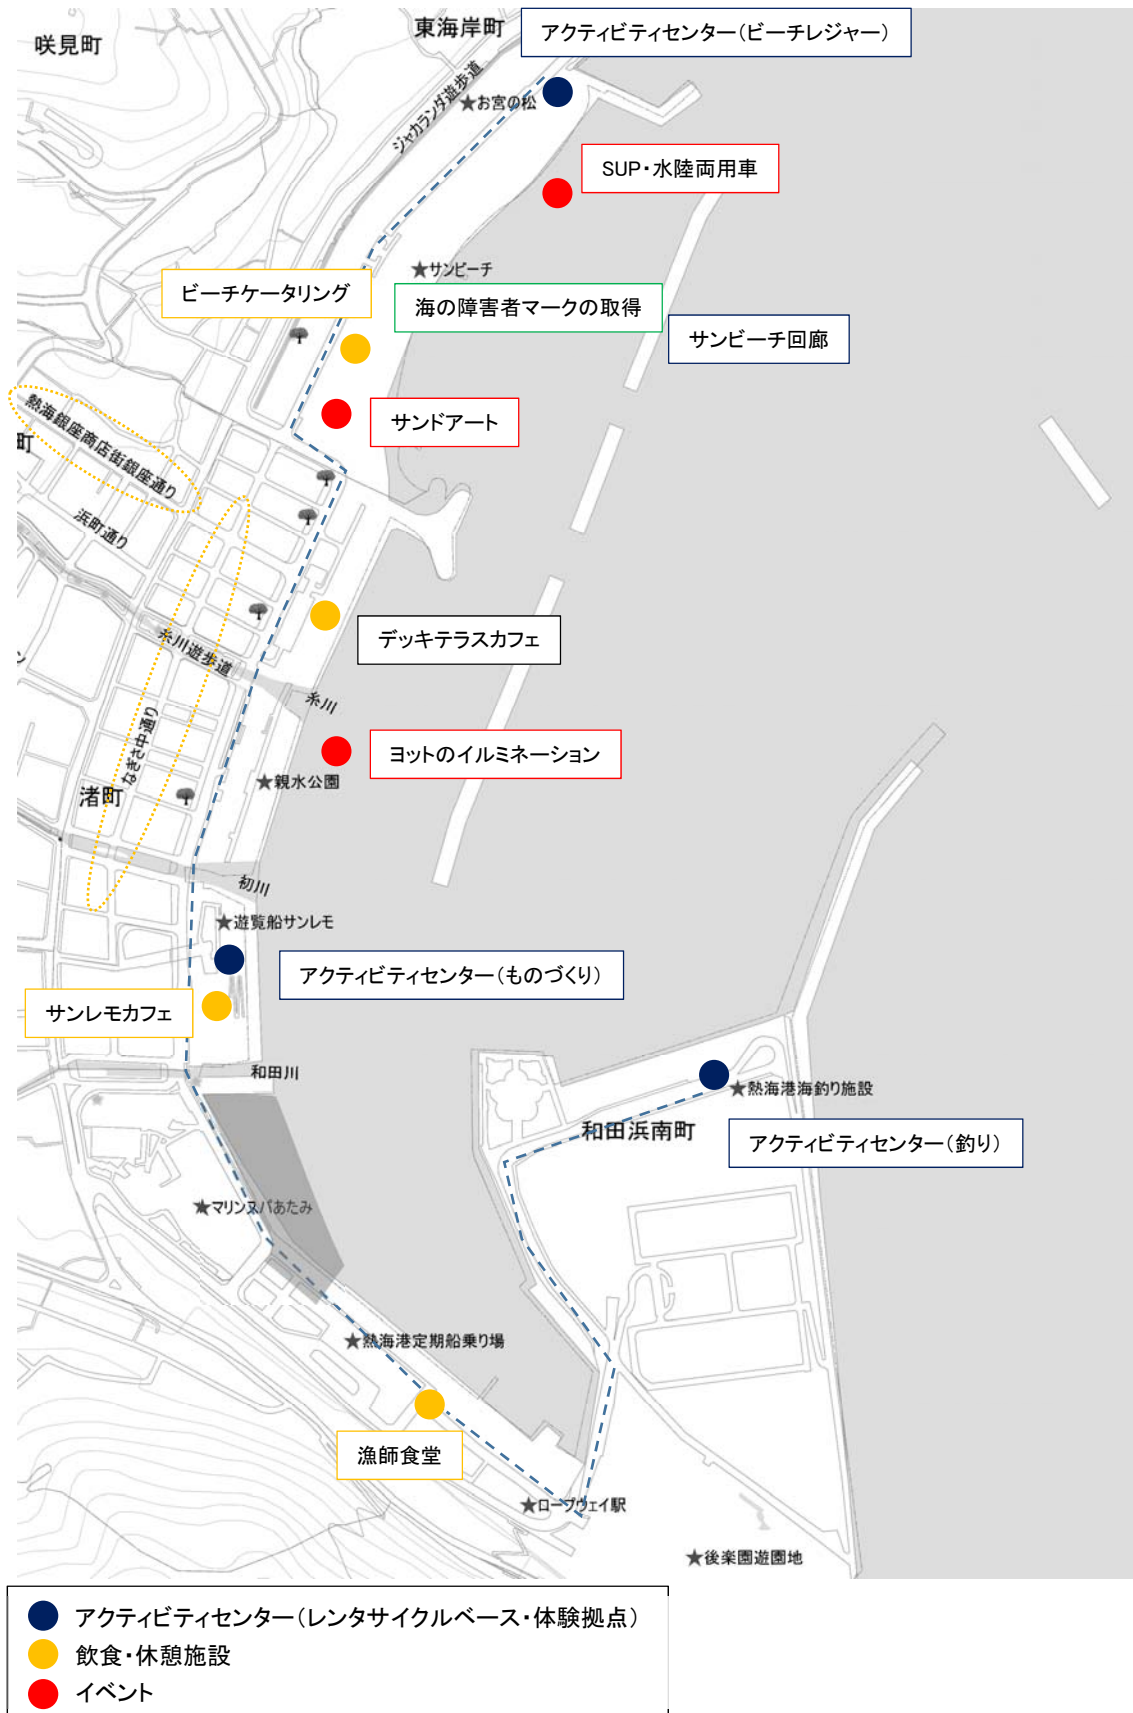 東海岸町
アクティビティセンター（ビーチレジャー）
咲見町
ジャカランダ遊歩道
★お宮の松
SUP・水陸両用車
★サンビーチ
ビーチケータリング
海の障害者マークの取得
サンビーチ回廊
サンドアート
熱海銀座商店街銀座通り
町
浜町通り
デッキテラスカフェ
糸川遊歩道
ン
糸川
ヨットのイルミネーション
なぎさ中通り
★親水公園
渚町
初川
★遊覧船サンレモ
アクティビティセンター（ものづくり）
サンレモカフェ
和田川
★熱海港海釣り施設
和田浜南町
アクティビティセンター（釣り）
★マリンスパあたみ
★熱海港定期船乗り場
漁師食堂
★ロープウェイ駅
★後楽園遊園地
アクティビティセンター（レンタサイクルベース・体験拠点）
飲食・休憩施設
イベント